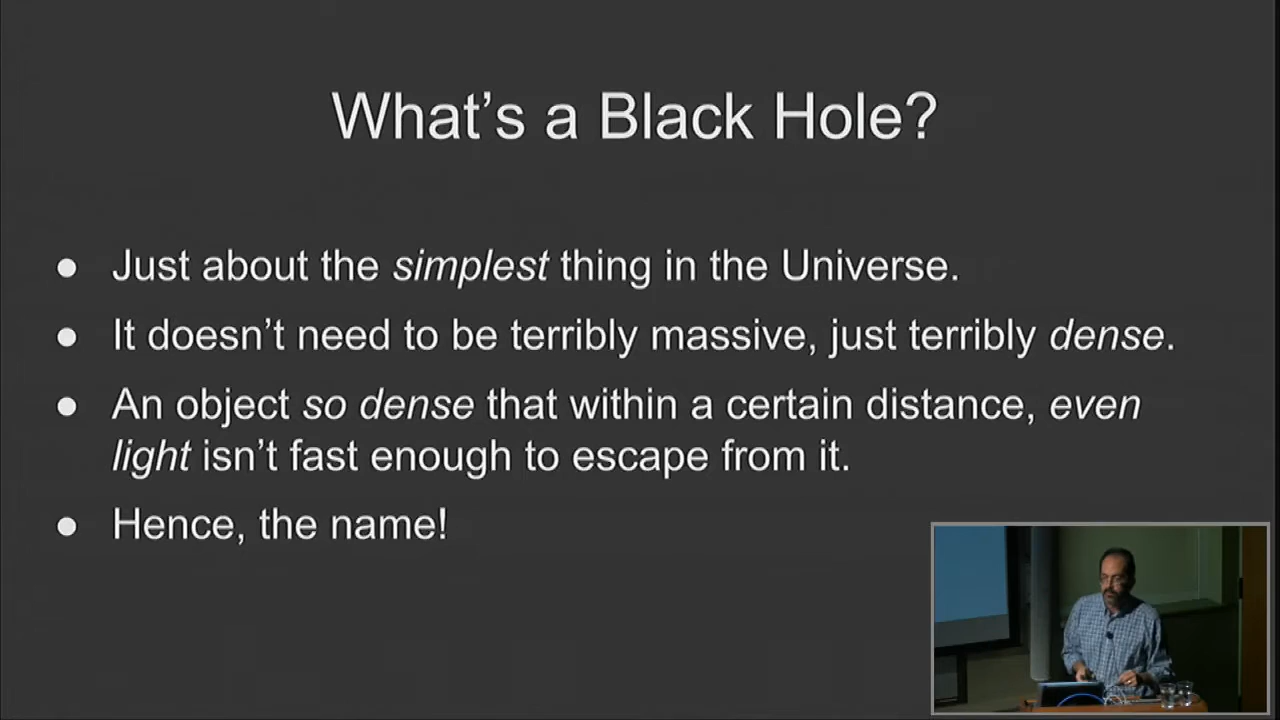 What's a Black Hole?
● Just about the simplest thing in the Universe.
● It doesn't need to be terribly massive, just terribly dense.
● An object so dense that within a certain distance, even
light isn't fast enough to escape from it.
● Hence, the name!